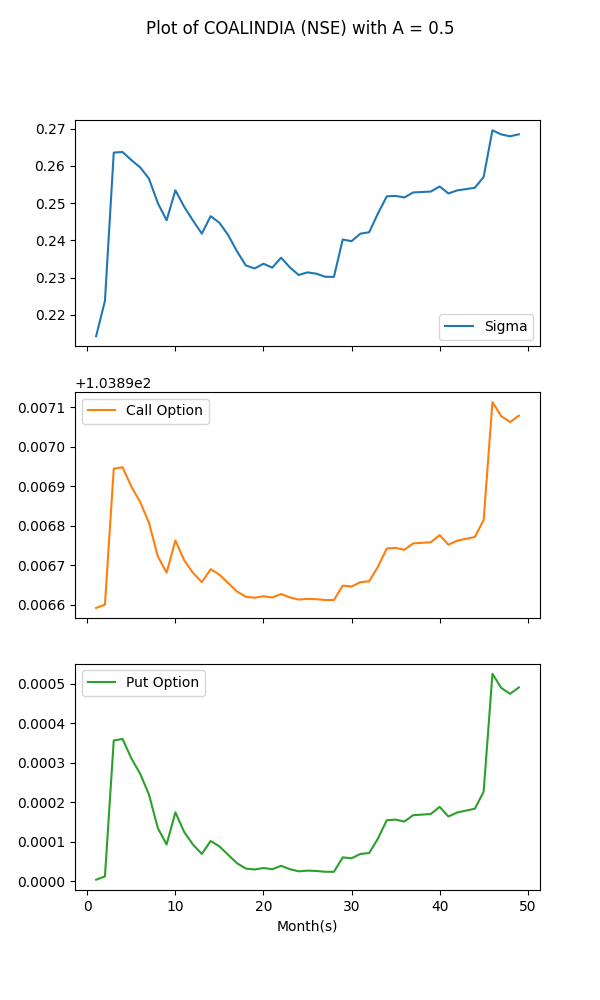 Plot of COALINDIA (NSE) with A = 0.5
0.27
0.26
0.25
0.24
0.23
0.22
Sigma
+1.0389e2
0.0071
0.0070
0.0069
0.0068
0.0067
0.0066
Call Option
0.0005
0.0004
0.0003
0.0002
0.0001
0.0000
Put Option
0 10 20 30 40 50
Month(s)